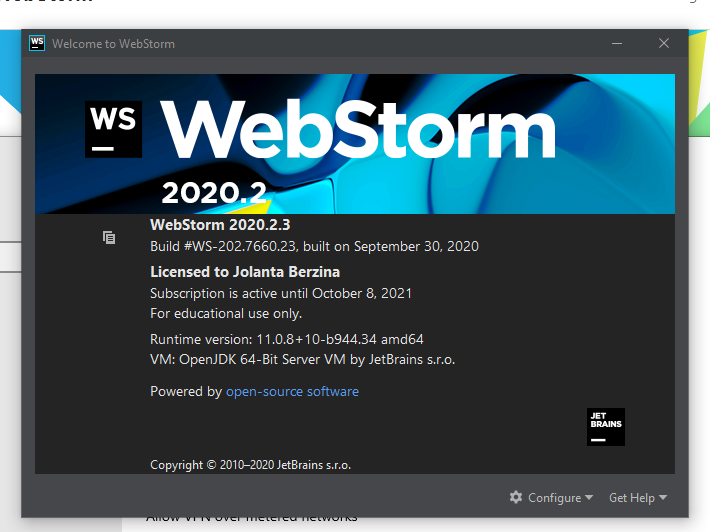 Welcome to WebStorm
WS
WebStorm
2020.2
WebStorm 2020.2.3
Build #WS-202.7660.23, built on September 30, 2020
Licensed to Jolanta Berzina
Subscription is active until October 8, 2021
For educational use only.
Runtime version: 11.0.8+10-b944.34 amd64
VM: OpenJDK 64-Bit Server VM by JetBrains s.r.o.
Powered by open-source software
JET
BRAINS
Copyright © 2010–2020 JetBrains s.r.o.
Configure
Get Help
Allow VPN over metered networks